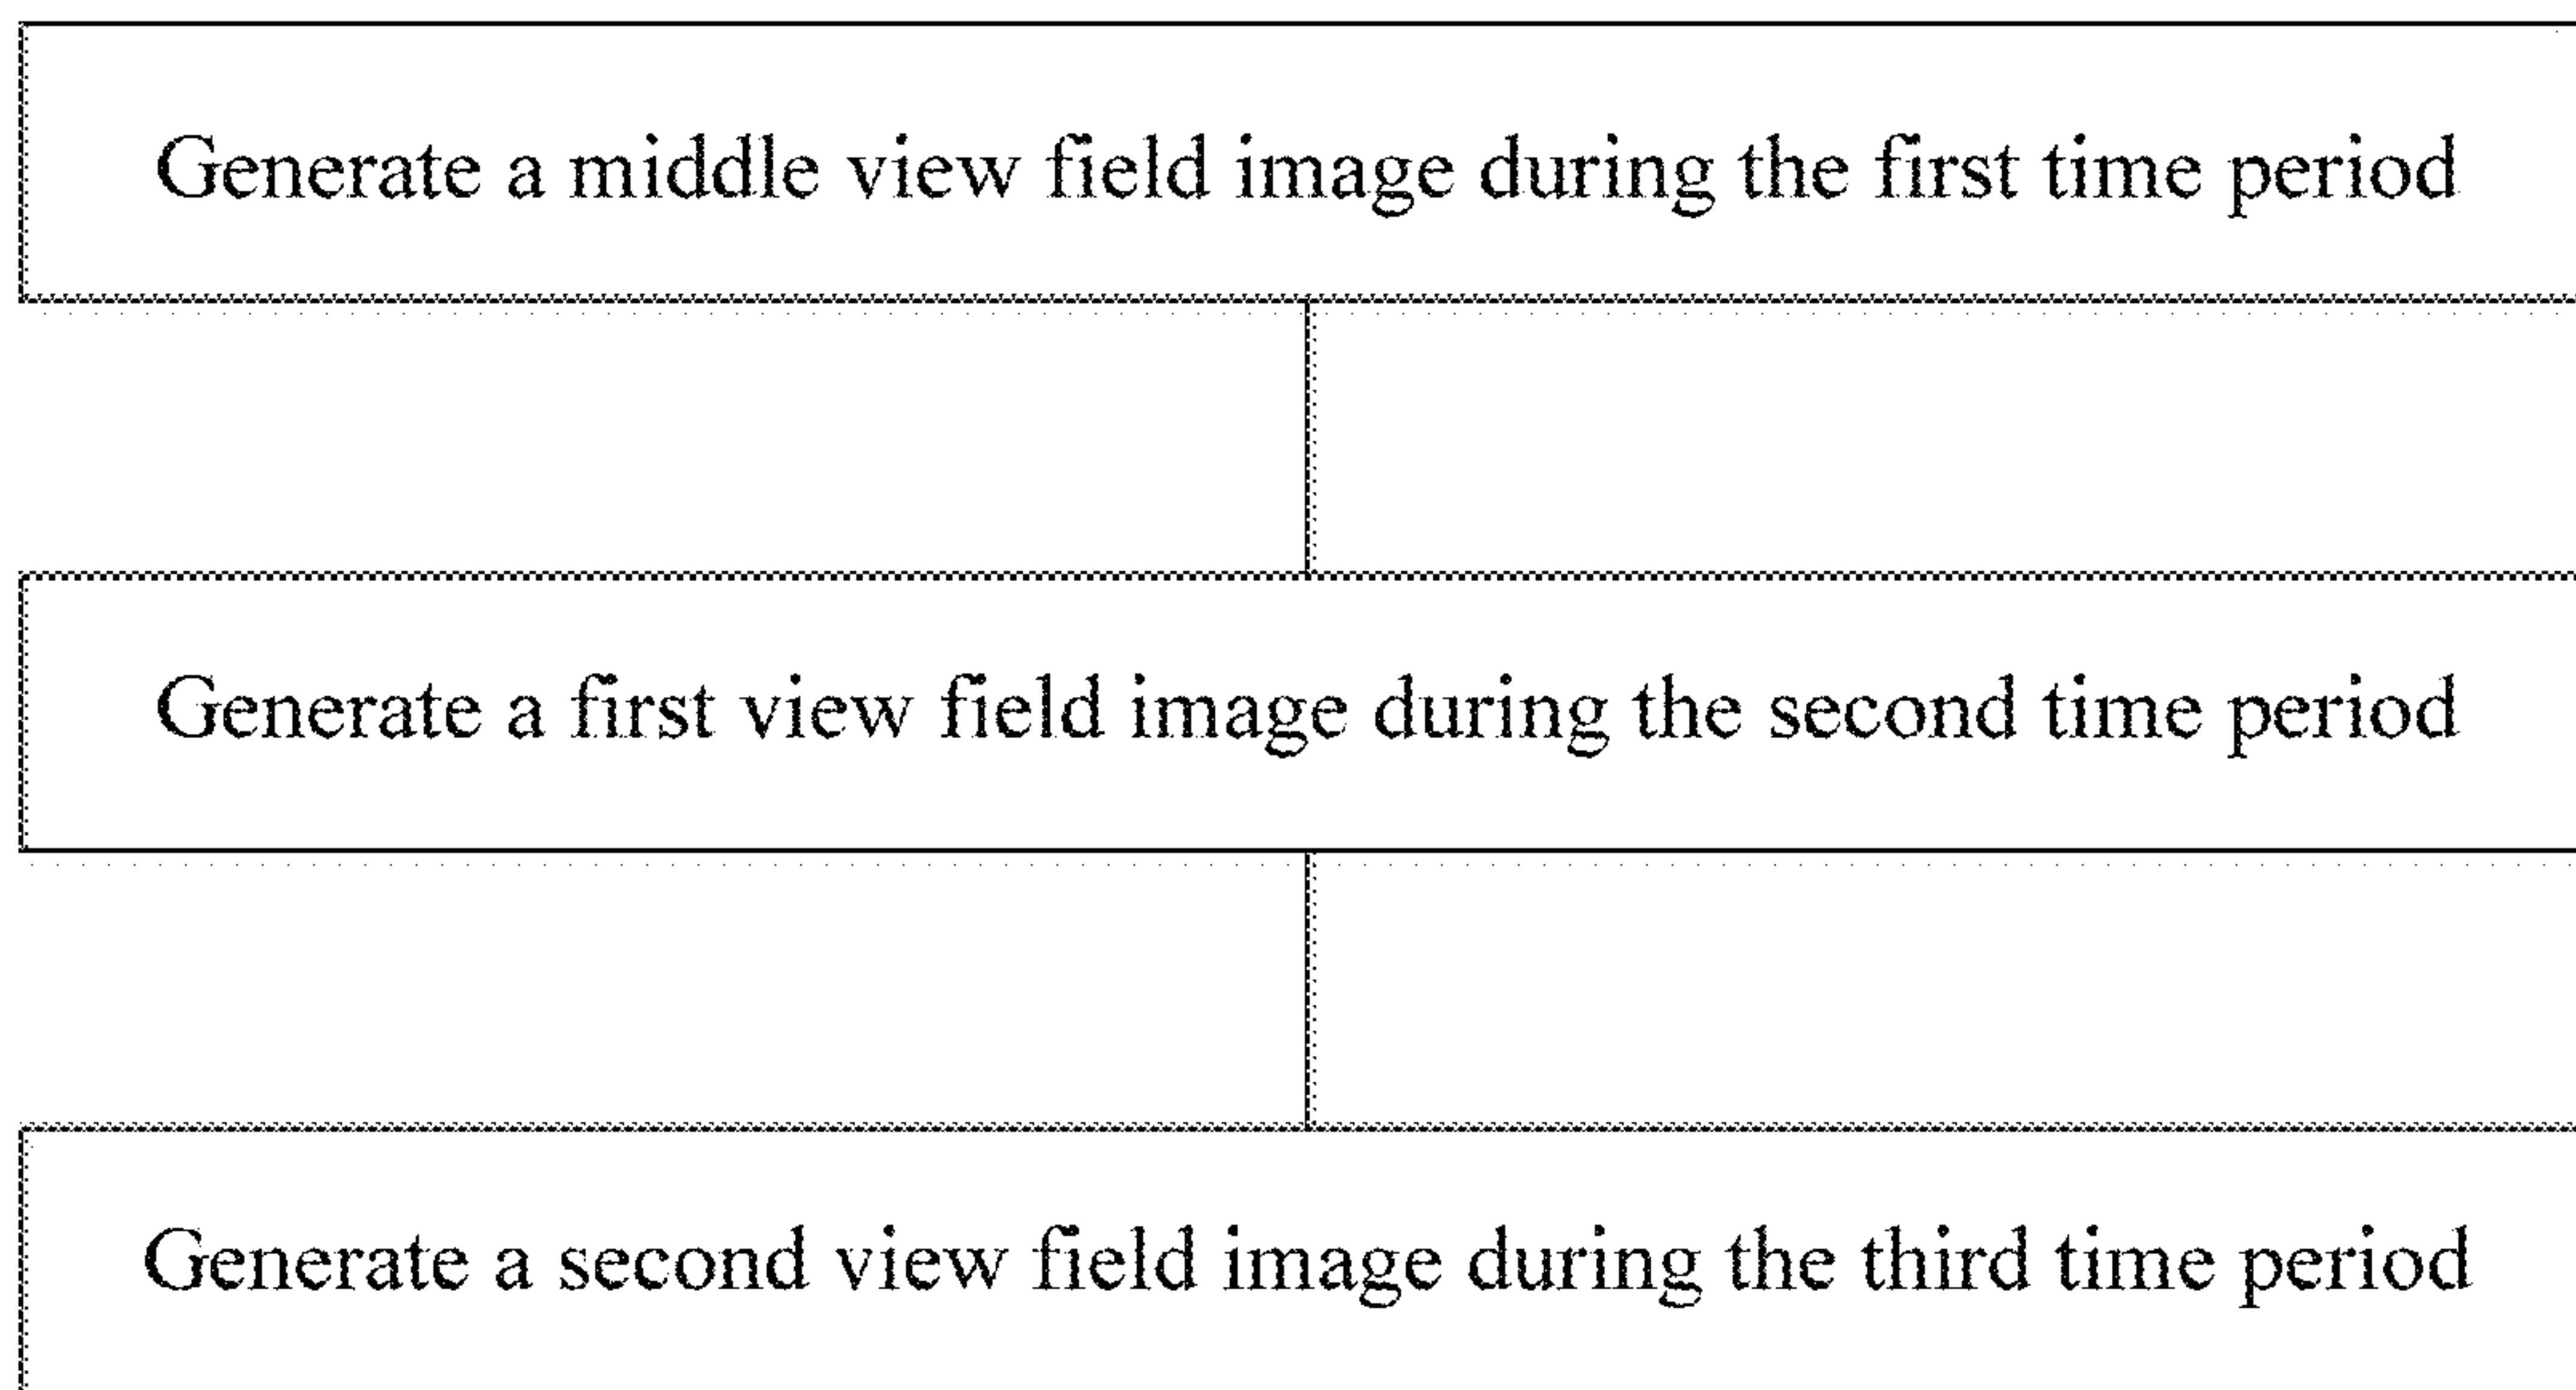 Generate a middle view field image during the first time period
Generate a first view field image during the second time period
Generate a second view field image during the third time period